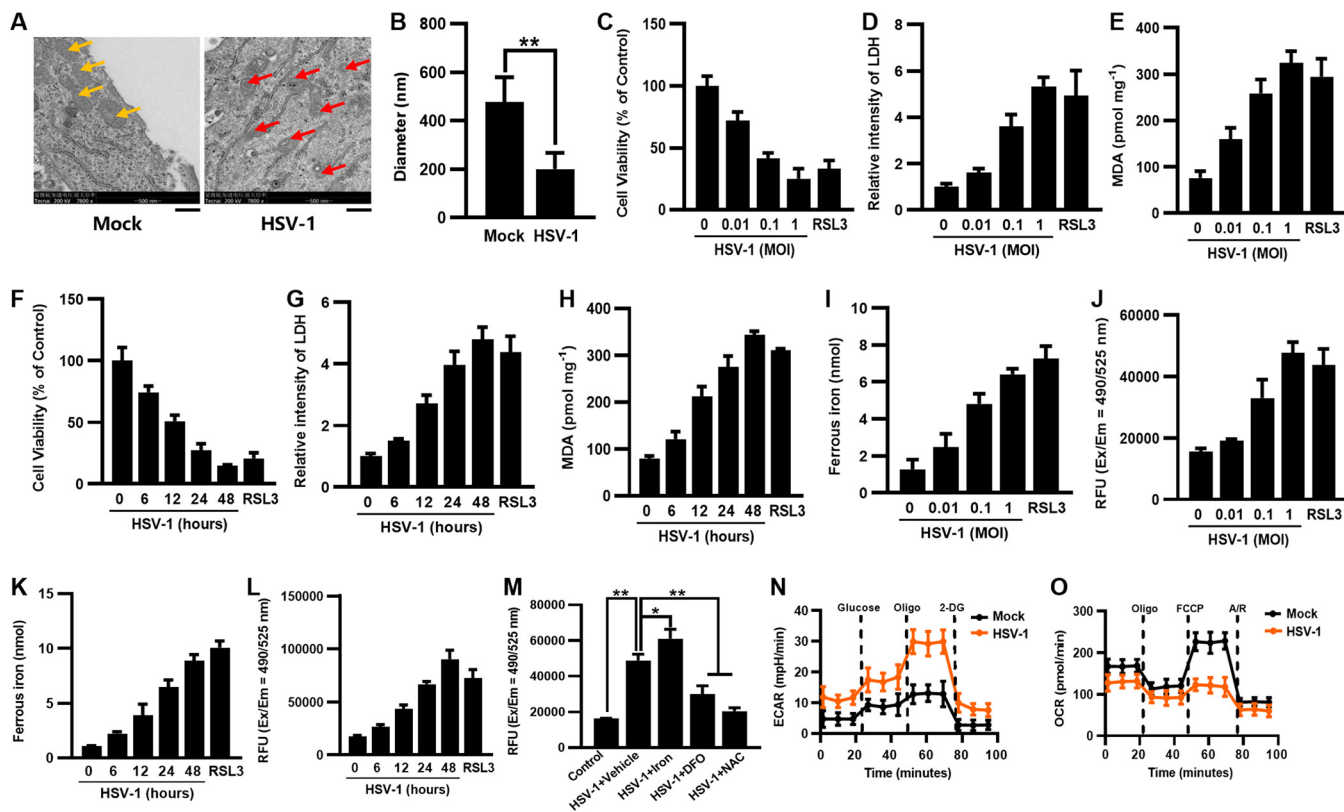 A
Tecnai 200 kV 7800 x
500 nm
Mock
Tecnai 200 kV 7800 x
500 nm
HSV-1
B
Diameter (nm)
800
600
400
200
0
**
Mock HSV-1
C
Cell Viability (% of Control)
150
100
50
0
0 0.01 0.1 1 RSL3
HSV-1 (MOI)
D
Relative intensity of LDH
8
6
4
2
0
0 0.01 0.1 1 RSL3
HSV-1 (MOI)
E
MDA (pmol mg-1)
400
300
200
100
0
0 0.01 0.1 1 RSL3
HSV-1 (MOI)
F
Cell Viability (% of Control)
150
100
50
0
0 6 12 24 48 RSL3
HSV-1 (hours)
G
Relative intensity of LDH
6
4
2
0
0 6 12 24 48 RSL3
HSV-1 (hours)
H
MDA (pmol mg-1)
400
300
200
100
0
0 6 12 24 48 RSL3
HSV-1 (hours)
I
Ferrous iron (nmol)
8
6
4
2
0
0 0.01 0.1 1 RSL3
HSV-1 (MOI)
J
RFU (Ex/Em = 490/525 nm)
60000
40000
20000
0
0 0.01 0.1 1 RSL3
HSV-1 (MOI)
K
Ferrous iron (nmol)
15
10
5
0
0 6 12 24 48 RSL3
HSV-1 (hours)
L
RFU (Ex/Em = 490/525 nm)
150000
100000
50000
0
0 6 12 24 48 RSL3
HSV-1 (hours)
M
RFU (Ex/Em = 490/525 nm)
80000
60000
40000
20000
0
** **
*
Control
HSV-1+Vehicle
HSV-1+Iron
HSV-1+DFO
HSV-1+NAC
N
Glucose Oligo 2-DG
Mock
HSV-1
ECAR (mpH/min)
40
30
20
10
0
0 20 40 60 80 100
Time (minutes)
O
Oligo FCCP A/R
Mock
HSV-1
OCR (pmol/min)
300
200
100
0
0 20 40 60 80 100
Time (minutes)